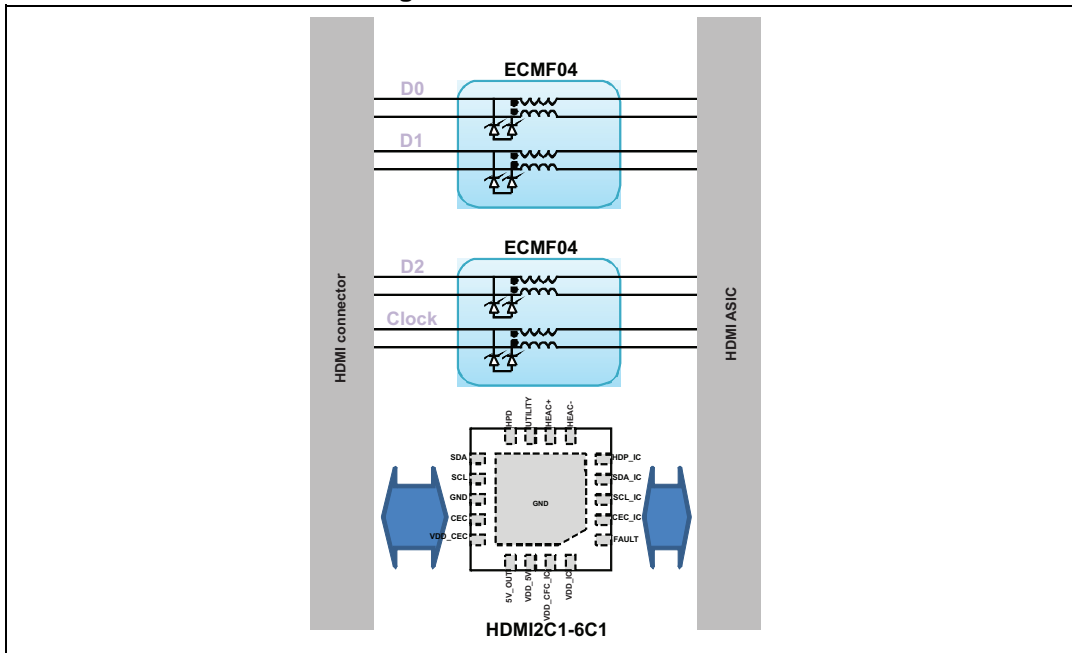 ECMF04
D0
D1
ECMF04
D2
Clock
HDMI connector
HDMI ASIC
HPD
UTILITY
HEAC+
HEAC-
SDA
SCL
GND
CEC
VDD_CEC
GND
HDP_IC
SDA_IC
SCL_IC
CEC_IC
FAULT
5V_OUT
VDD_5V
VDD_CFC_IC
VDD_IC
HDMI2C1-6C1